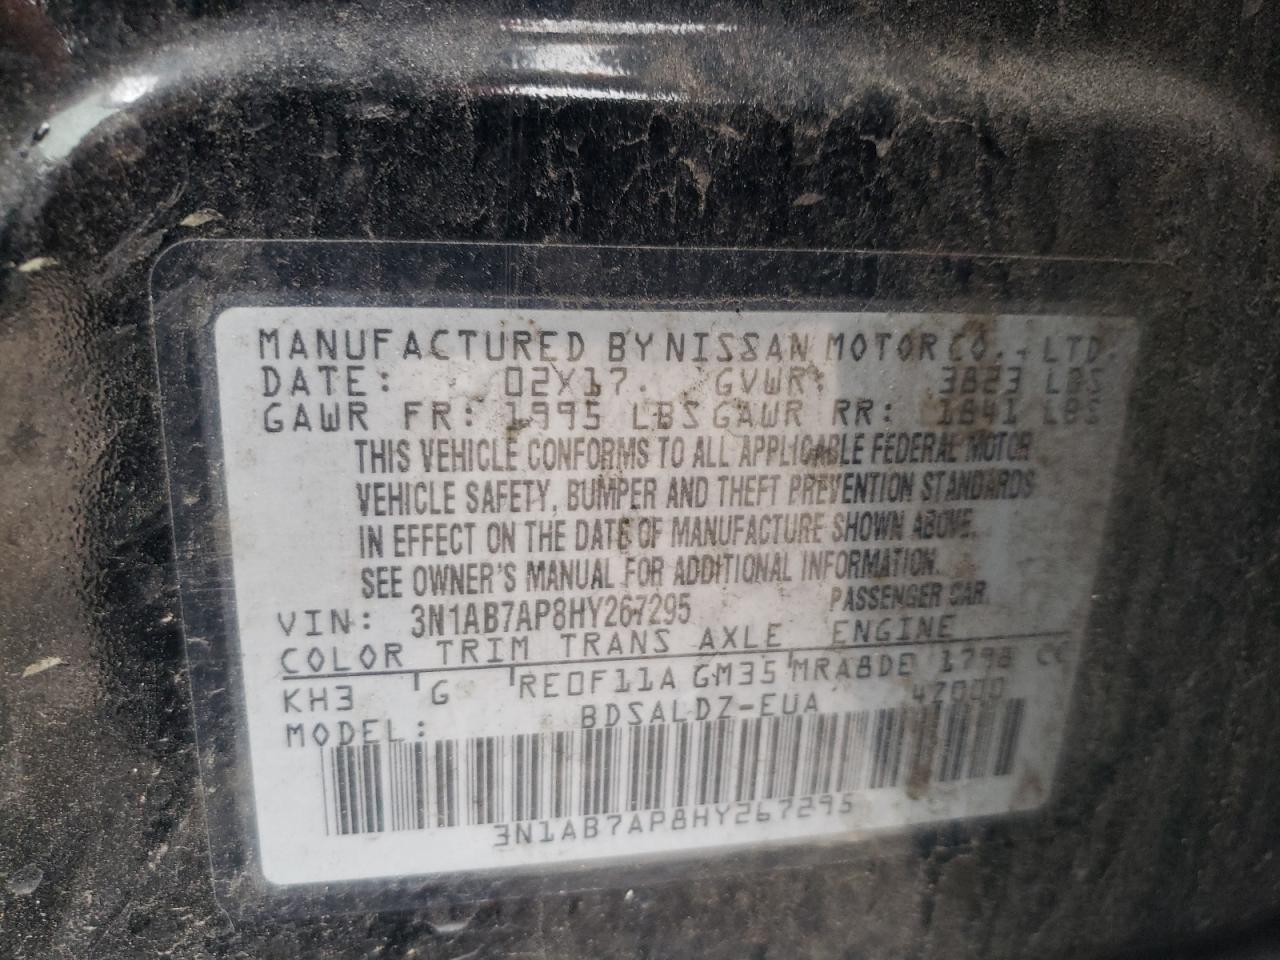 MANUFACTURED BY NISSAN MOTOR CO., LTD.
DATE: 02X17. GVWR: 3823 LBS
GAWR FR: 1995 LBS GAWR RR: 1841 LBS
THIS VEHICLE CONFORMS TO ALL APPLICABLE FEDERAL MOTOR
VEHICLE SAFETY, BUMPER AND THEFT PREVENTION STANDARDS
IN EFFECT ON THE DATE OF MANUFACTURE SHOWN ABOVE.
SEE OWNER'S MANUAL FOR ADDITIONAL INFORMATION.
VIN: 3N1AB7AP8HY267295 PASSENGER CAR
COLOR TRIM TRANS AXLE ENGINE
KH3 G RE0F11A GM35 MRA8DE 1798 CC
MODEL: BDSALDZ-EUA 47000
3N1AB7AP8HY267295